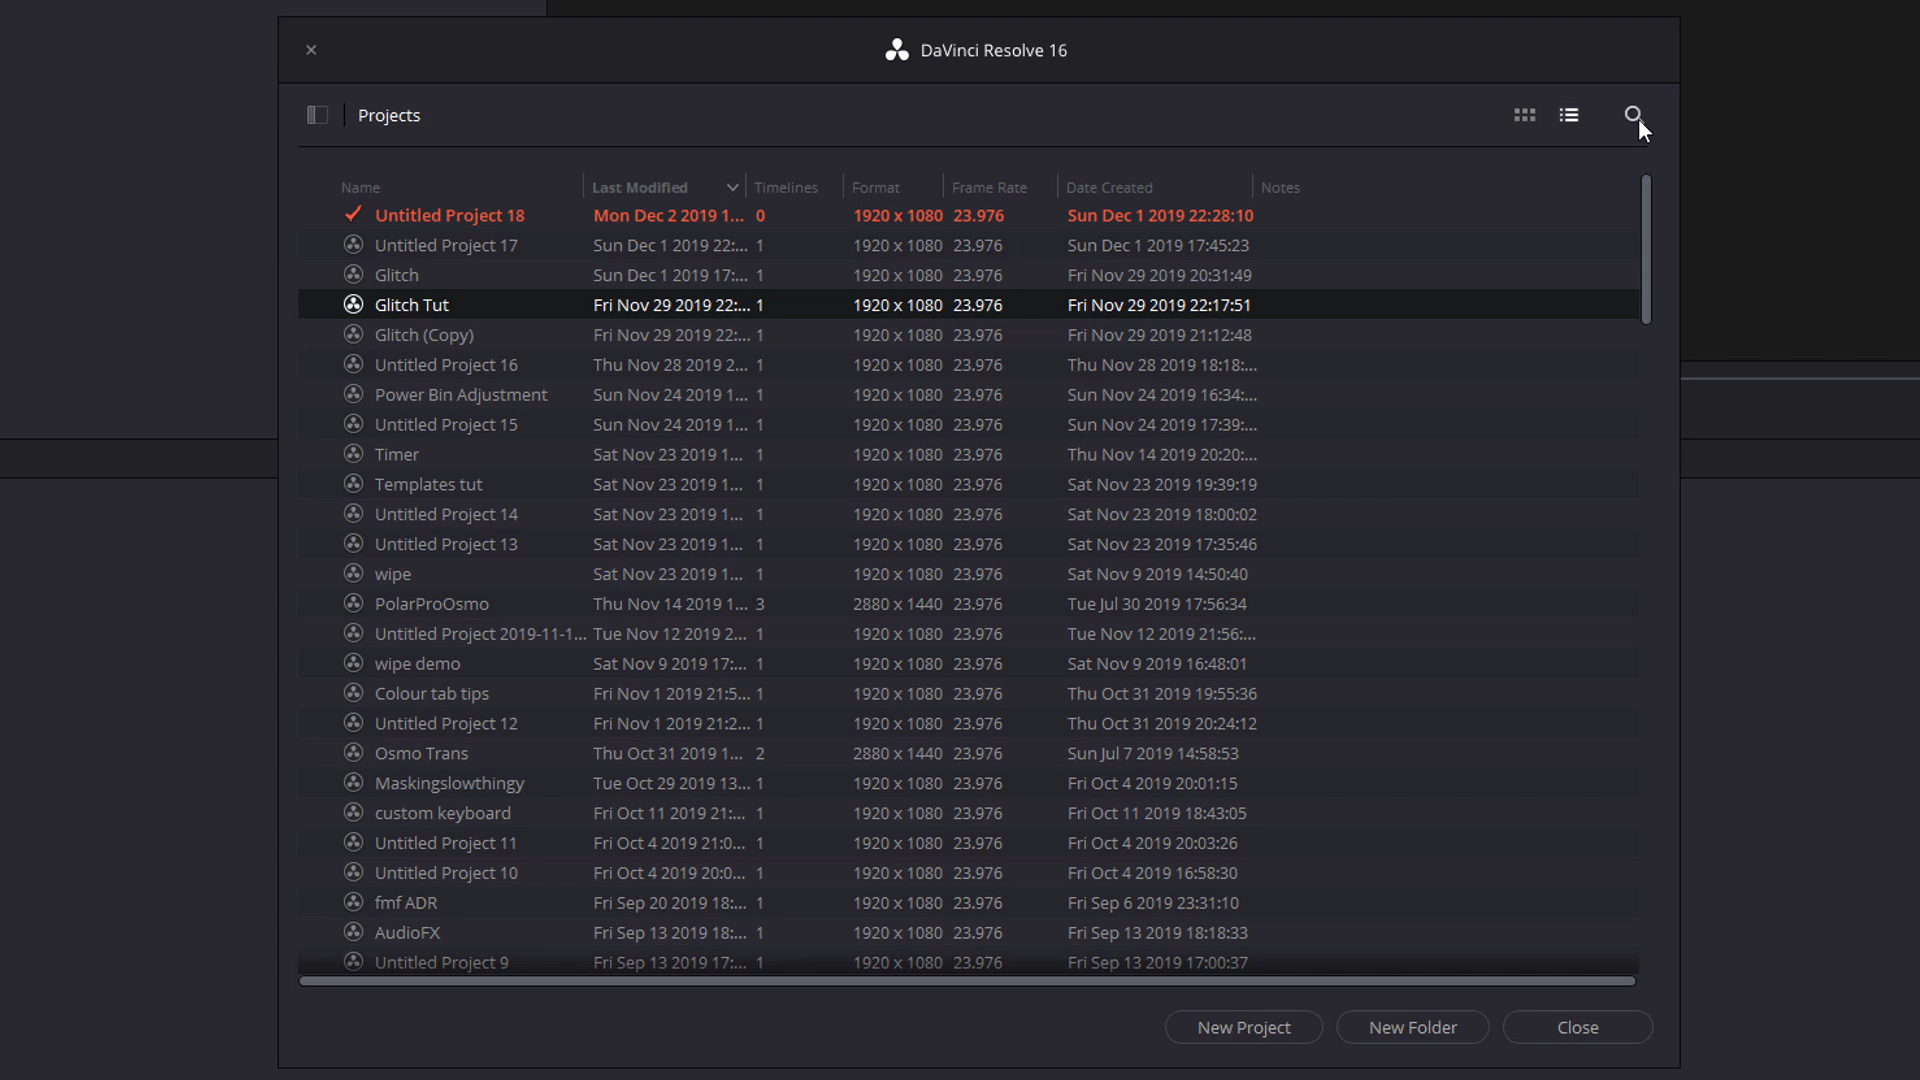 DaVinci Resolve 16
Projects
Name Last Modified Timelines Format Frame Rate Date Created Notes
Untitled Project 18 Mon Dec 2 2019 1... 0 1920 x 1080 23.976 Sun Dec 1 2019 22:28:10
Untitled Project 17 Sun Dec 1 2019 22:... 1 1920 x 1080 23.976 Sun Dec 1 2019 17:45:23
Glitch Sun Dec 1 2019 17:... 1 1920 x 1080 23.976 Fri Nov 29 2019 20:31:49
Glitch Tut Fri Nov 29 2019 22:... 1 1920 x 1080 23.976 Fri Nov 29 2019 22:17:51
Glitch (Copy) Fri Nov 29 2019 22:... 1 1920 x 1080 23.976 Fri Nov 29 2019 21:12:48
Untitled Project 16 Thu Nov 28 2019 2... 1 1920 x 1080 23.976 Thu Nov 28 2019 18:18:...
Power Bin Adjustment Sun Nov 24 2019 1... 1 1920 x 1080 23.976 Sun Nov 24 2019 16:34:...
Untitled Project 15 Sun Nov 24 2019 1... 1 1920 x 1080 23.976 Sun Nov 24 2019 17:39:...
Timer Sat Nov 23 2019 1... 1 1920 x 1080 23.976 Thu Nov 14 2019 20:20:...
Templates tut Sat Nov 23 2019 1... 1 1920 x 1080 23.976 Sat Nov 23 2019 19:39:19
Untitled Project 14 Sat Nov 23 2019 1... 1 1920 x 1080 23.976 Sat Nov 23 2019 18:00:02
Untitled Project 13 Sat Nov 23 2019 1... 1 1920 x 1080 23.976 Sat Nov 23 2019 17:35:46
wipe Sat Nov 23 2019 1... 1 1920 x 1080 23.976 Sat Nov 9 2019 14:50:40
PolarProOsmo Thu Nov 14 2019 1... 3 2880 x 1440 23.976 Tue Jul 30 2019 17:56:34
Untitled Project 2019-11-1... Tue Nov 12 2019 2... 1 1920 x 1080 23.976 Tue Nov 12 2019 21:56:...
wipe demo Sat Nov 9 2019 17:... 1 1920 x 1080 23.976 Sat Nov 9 2019 16:48:01
Colour tab tips Fri Nov 1 2019 21:5... 1 1920 x 1080 23.976 Thu Oct 31 2019 19:55:36
Untitled Project 12 Fri Nov 1 2019 21:2... 1 1920 x 1080 23.976 Thu Oct 31 2019 20:24:12
Osmo Trans Thu Oct 31 2019 1... 2 2880 x 1440 23.976 Sun Jul 7 2019 14:58:53
Maskingslowthingy Tue Oct 29 2019 13... 1 1920 x 1080 23.976 Fri Oct 4 2019 20:01:15
custom keyboard Fri Oct 11 2019 21:... 1 1920 x 1080 23.976 Fri Oct 11 2019 18:43:05
Untitled Project 11 Fri Oct 4 2019 21:0... 1 1920 x 1080 23.976 Fri Oct 4 2019 20:03:26
Untitled Project 10 Fri Oct 4 2019 20:0... 1 1920 x 1080 23.976 Fri Oct 4 2019 16:58:30
fmf ADR Fri Sep 20 2019 18:... 1 1920 x 1080 23.976 Fri Sep 6 2019 23:31:10
AudioFX Fri Sep 13 2019 18:... 1 1920 x 1080 23.976 Fri Sep 13 2019 18:18:33
Untitled Project 9 Fri Sep 13 2019 17:... 1 1920 x 1080 23.976 Fri Sep 13 2019 17:00:37
New Project New Folder Close